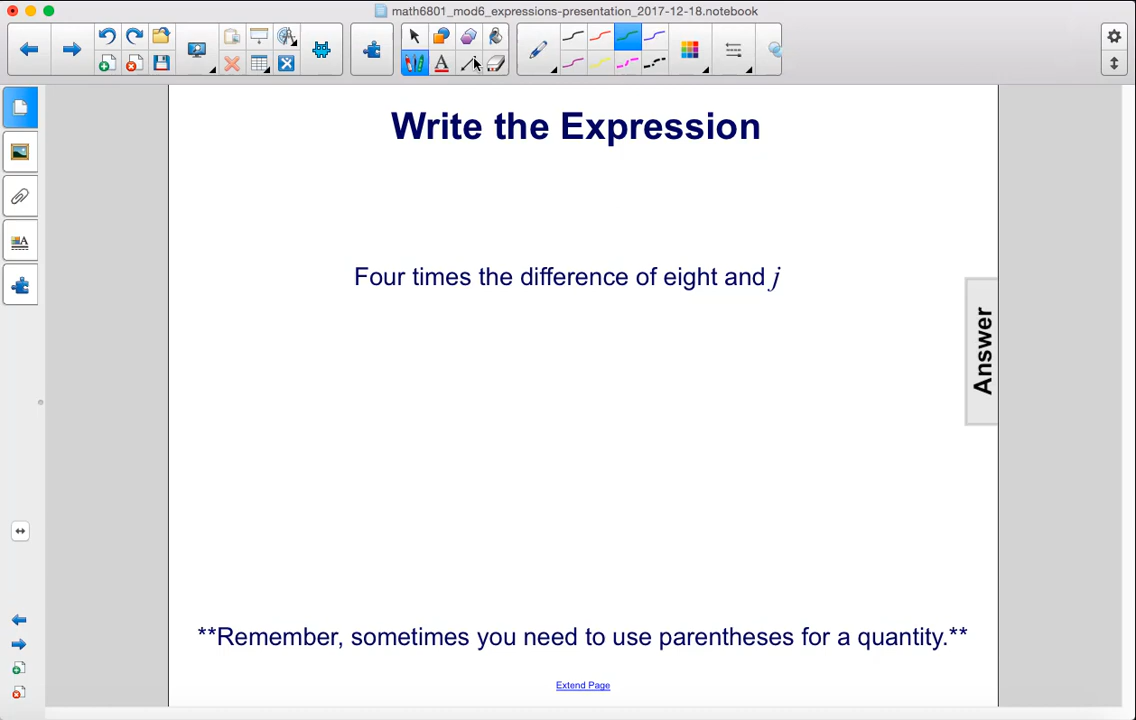 math6801_mod6_expressions-presentation_2017-12-18.notebook
Write the Expression
Four times the difference of eight and j
Answer
**Remember, sometimes you need to use parentheses for a quantity.**
Extend Page